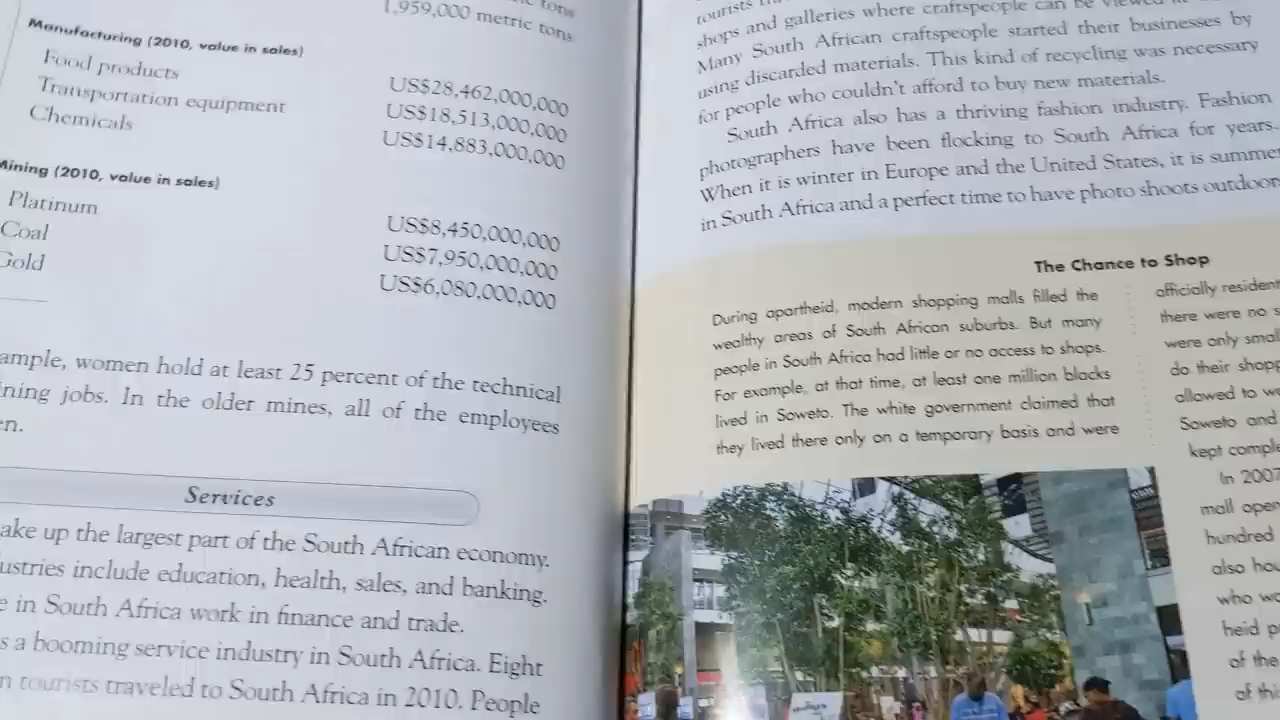 1,959,000 metric tons
Manufacturing (2010, value in sales)
Food products US$28,462,000,000
Transportation equipment US$18,513,000,000
Chemicals US$14,883,000,000
Mining (2010, value in sales)
Platinum US$8,450,000,000
Coal US$7,950,000,000
Gold US$6,080,000,000
ample, women hold at least 25 percent of the technical
ning jobs. In the older mines, all of the employees
en.
Services
ake up the largest part of the South African economy.
ustries include education, health, sales, and banking.
e in South Africa work in finance and trade.
s a booming service industry in South Africa. Eight
n tourists traveled to South Africa in 2010. People
tourists
shops and galleries where craftspeople can be viewed
Many South African craftspeople started their businesses by
using discarded materials. This kind of recycling was necessary
for people who couldn't afford to buy new materials.
South Africa also has a thriving fashion industry. Fashion
photographers have been flocking to South Africa for years.
When it is winter in Europe and the United States, it is summer
in South Africa and a perfect time to have photo shoots outdoor
The Chance to Shop
During apartheid, modern shopping malls filled the
wealthy areas of South African suburbs. But many
people in South Africa had little or no access to shops.
For example, at that time, at least one million blacks
lived in Soweto. The white government claimed that
they lived there only on a temporary basis and were
officially resident
there were no s
were only smal
do their shopp
allowed to w
Soweto and
kept comple
In 2007
mall open
hundred
also hou
who wo
heid p
of the
of thi